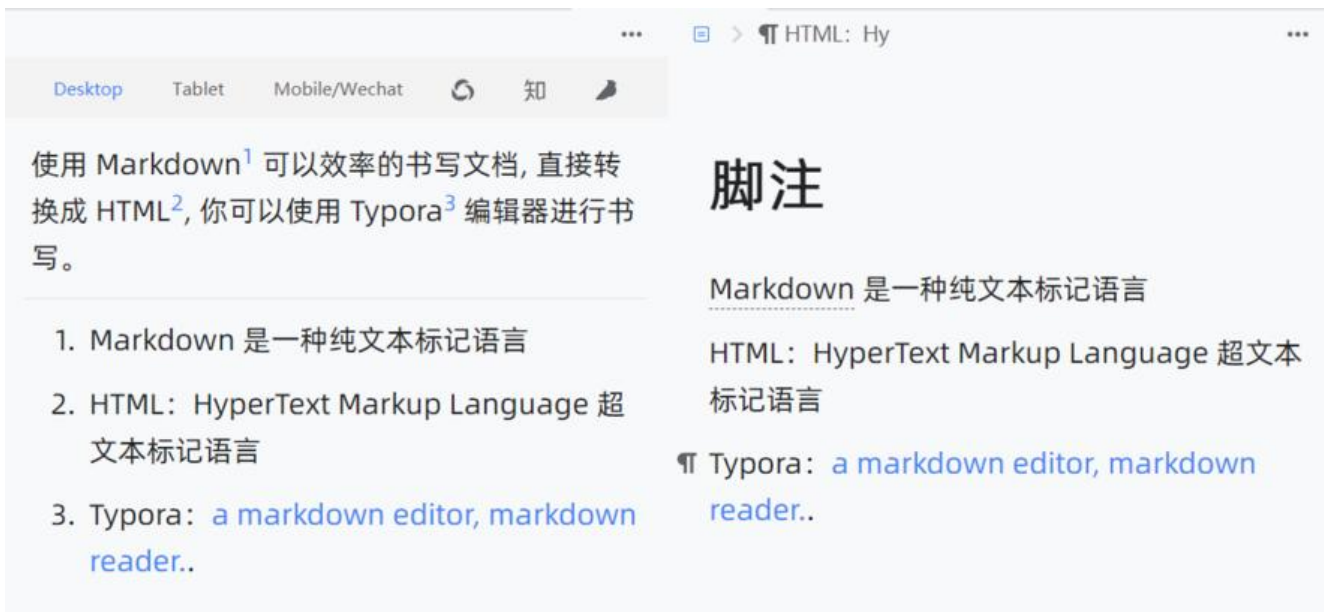 Desktop Tablet Mobile/Wechat 知
使用 Markdown1 可以效率的书写文档, 直接转
换成 HTML2, 你可以使用 Typora3 编辑器进行书
写。
1. Markdown 是一种纯文本标记语言
2. HTML：HyperText Markup Language 超
文本标记语言
3. Typora：a markdown editor, markdown
reader..
¶ HTML：Hy
脚注
Markdown 是一种纯文本标记语言
HTML：HyperText Markup Language 超文本
标记语言
¶ Typora：a markdown editor, markdown
reader..